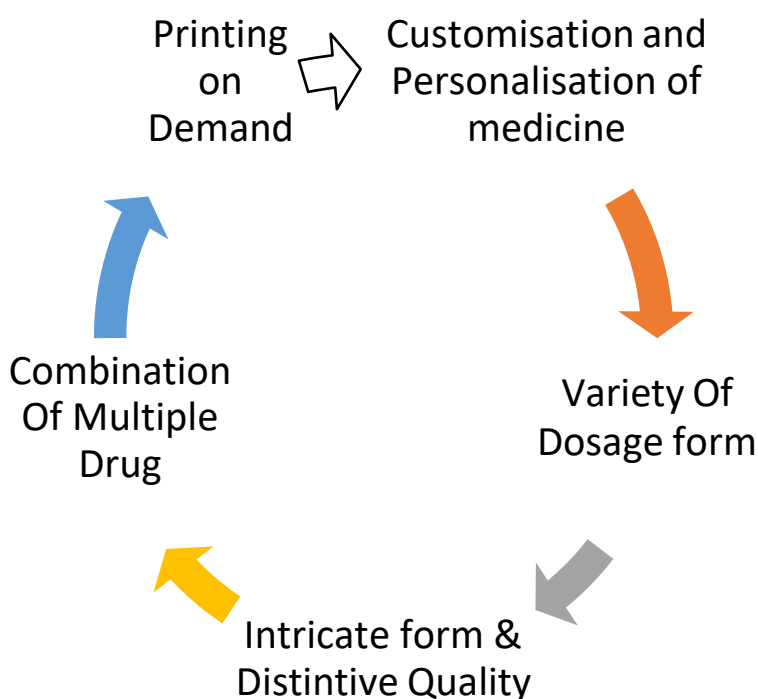 Printing
on
Demand
Customisation and
Personalisation of
medicine
Variety Of
Dosage form
Intricate form &
Distintive Quality
Combination
Of Multiple
Drug